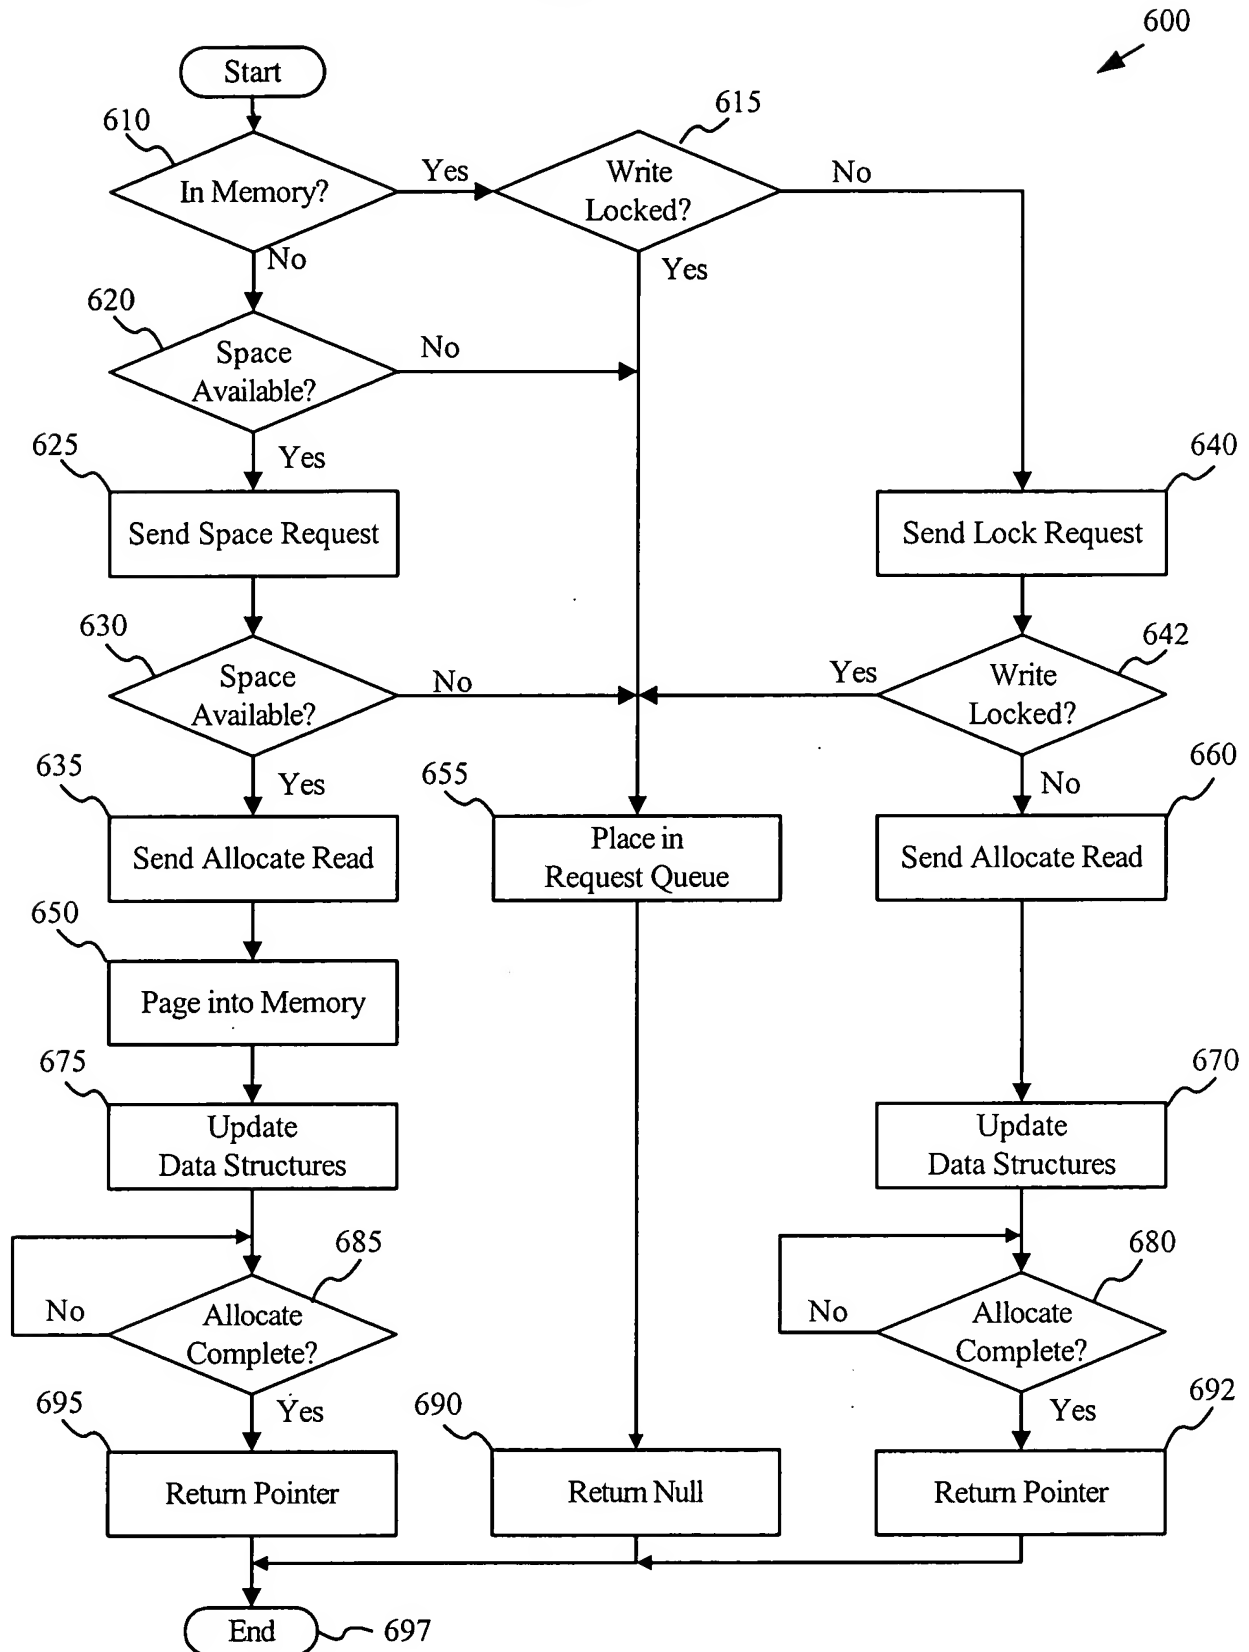 600
Start
610
615
In Memory?
Yes
Write
Locked?
No
No
Yes
620
Space
Available?
No
Yes
625
640
Send Space Request
Send Lock Request
630
642
Space
Available?
No
Yes
Write
Locked?
635
Yes
655
No
660
Send Allocate Read
Place in
Request Queue
Send Allocate Read
650
Page into Memory
675
670
Update
Data Structures
Update
Data Structures
685
680
No
Allocate
Complete?
No
Allocate
Complete?
695
Yes
690
Yes
692
Return Pointer
Return Null
Return Pointer
End
697